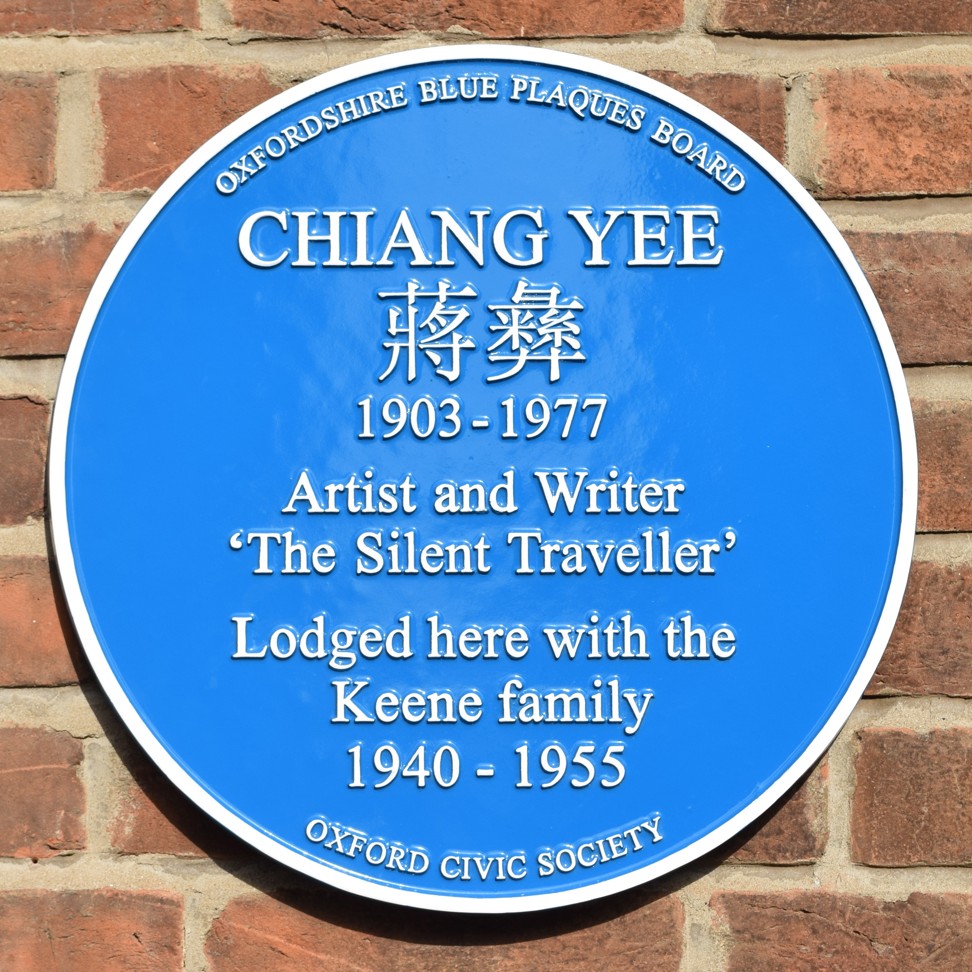 OXFORDSHIRE BLUE PLAQUES BOARD
CHIANG YEE
蔣彝
1903-1977
Artist and Writer
‘The Silent Traveller’
Lodged here with the
Keene family
1940 - 1955
OXFORD CIVIC SOCIETY